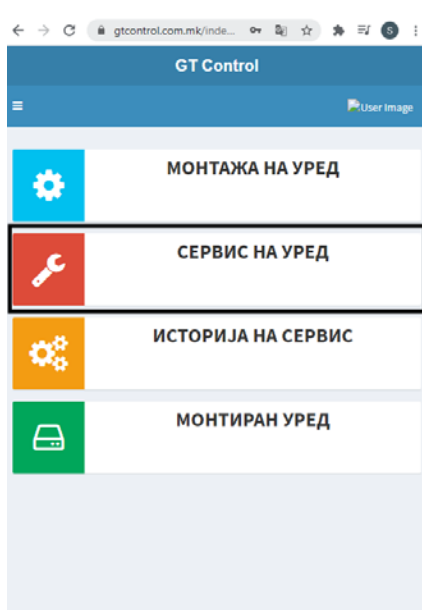 gtcontrol.com.mk/inde...
S
GT Control
User Image
МОНТАЖА НА УРЕД
СЕРВИС НА УРЕД
ИСТОРИЈА НА СЕРВИС
МОНТИРАН УРЕД